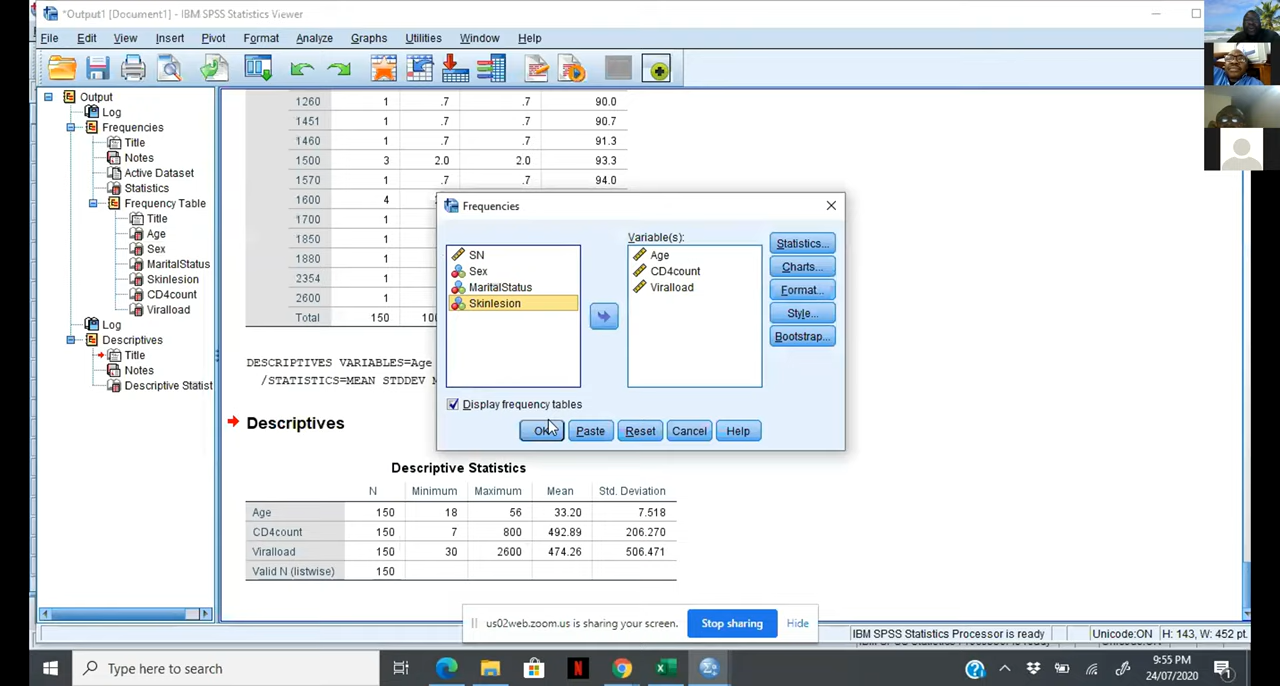 *Output1 [Document1] - IBM SPSS Statistics Viewer
File Edit View Insert Format Pivot Analyze Graphs Utilities Window Help
Output
Log
Frequencies
Title
Notes
Active Dataset
Statistics
Frequency Table
Title
Age
Sex
MaritalStatus
Skinlesion
CD4count
Viralload
Log
Descriptives
Title
Notes
Descriptive Statist
1260 1 .7 .7 90.0
1451 1 .7 .7 90.7
1460 1 .7 .7 91.3
1500 3 2.0 2.0 93.3
1570 1 .7 .7 94.0
1600 4
1700 1
1850 1
1880 1
2354 1
2600 1
Total 150
DESCRIPTIVES VARIABLES=Age
/STATISTICS=MEAN STDDEV
Descriptives
Descriptive Statistics
N Minimum Maximum Mean Std. Deviation
Age 150 18 56 33.20 7.518
CD4count 150 7 800 492.89 206.270
Viralload 150 30 2600 474.26 506.471
Valid N (listwise) 150
Frequencies
SN
Sex
MaritalStatus
Skinlesion
Variable(s):
Age
CD4count
Viralload
Statistics...
Charts...
Format...
Style...
Bootstrap...
Display frequency tables
OK Paste Reset Cancel Help
us02web.zoom.us is sharing your screen. Stop sharing Hide
IBM SPSS Statistics Processor is ready Unicode:ON H: 143, W: 452 pt.
Type here to search
9:55 PM
24/07/2020